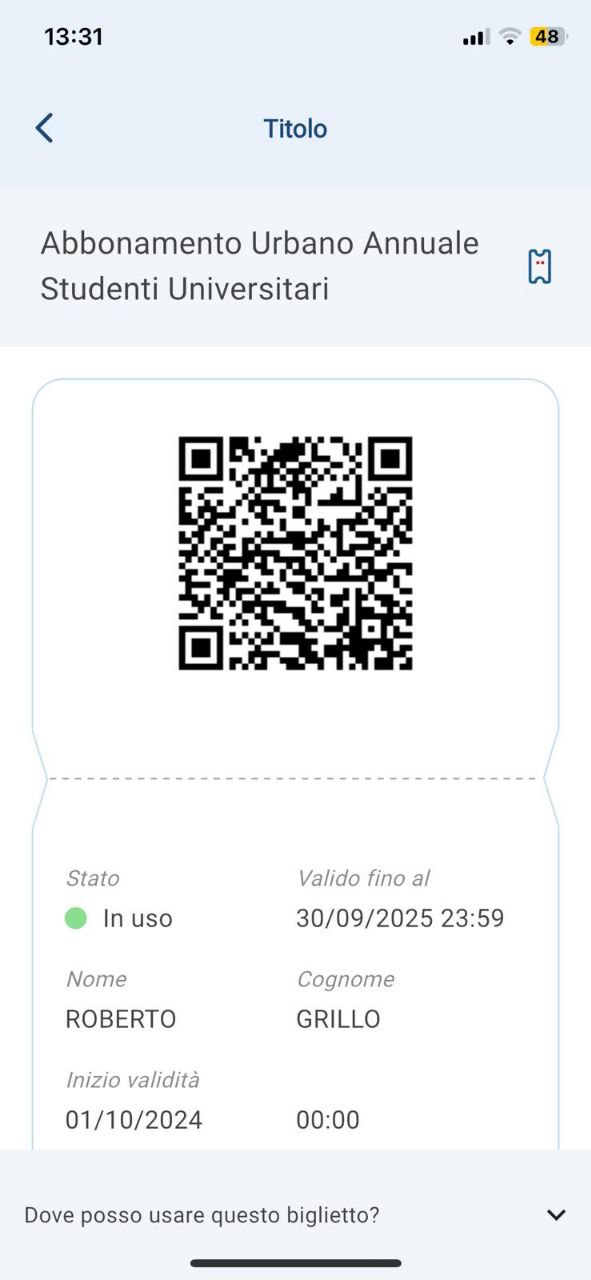 13:31
48
Titolo
Abbonamento Urbano Annuale
Studenti Universitari
Stato Valido fino al
In uso 30/09/2025 23:59
Nome Cognome
ROBERTO GRILLO
Inizio validità
01/10/2024 00:00
Dove posso usare questo biglietto?